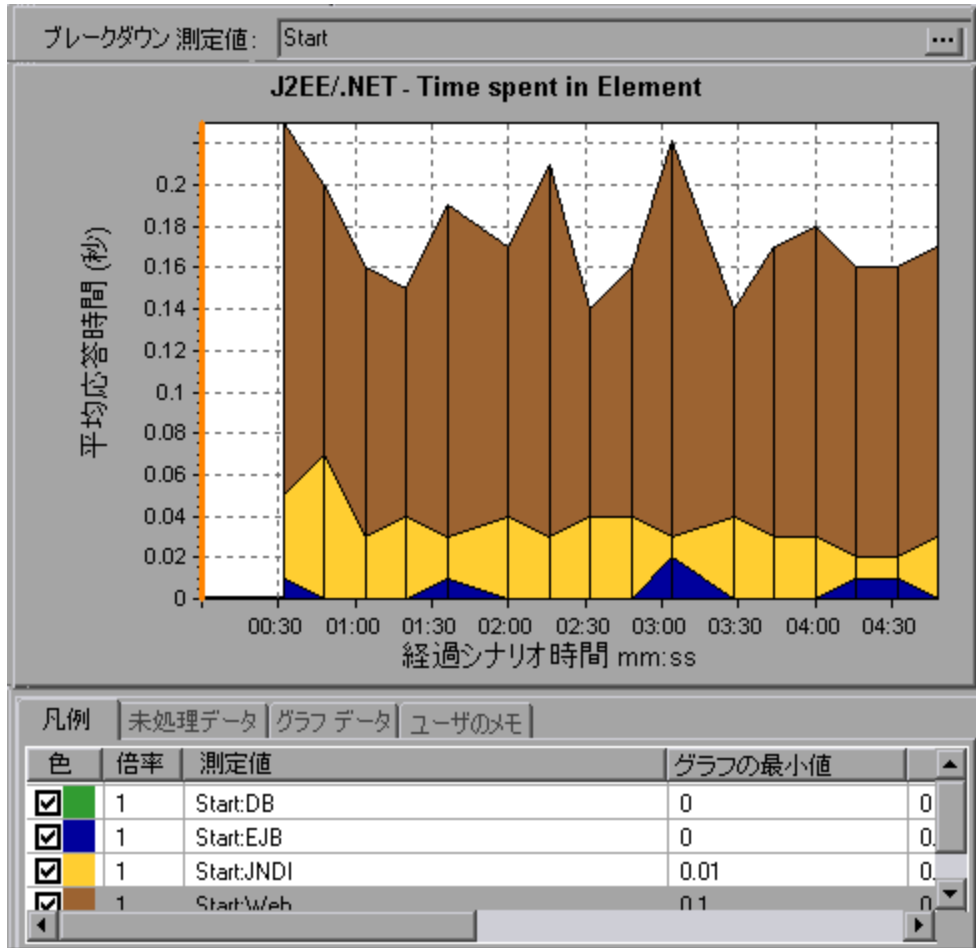 ブレークダウン 測定値: Start ...
J2EE/.NET - Time spent in Element
平均応答時間 (秒)
0.2
0.18
0.16
0.14
0.12
0.1
0.08
0.06
0.04
0.02
0
00:30 01:00 01:30 02:00 02:30 03:00 03:30 04:00 04:30
経過シナリオ時間 mm:ss
凡例 未処理データ グラフ データ ユーザのメモ
色 倍率 測定値 グラフの最小値
1 Start:DB 0 0
1 Start:EJB 0 0.
1 Start:JNDI 0.01 0.
1 Start:Web 0.1 0.